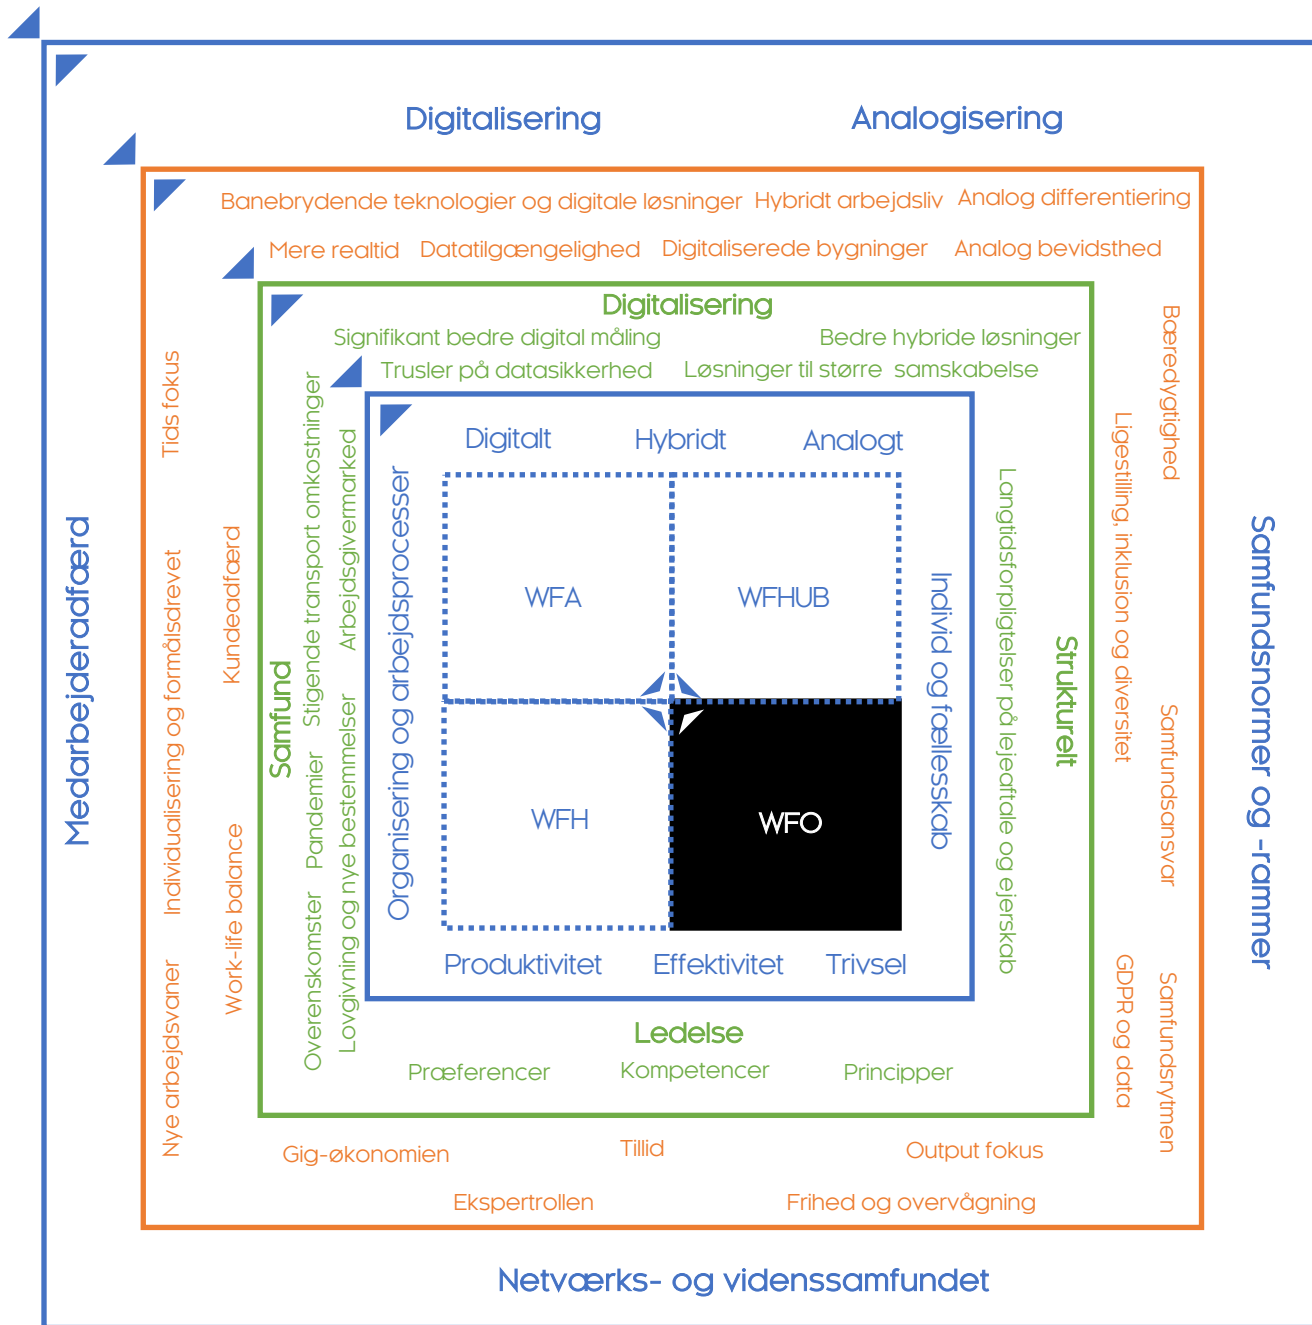 Digitalisering
Analogisering
Banebrydende teknologier og digitale løsninger
Hybridt arbejdsliv
Analog differentiering
Mere realtid
Datatilgængelighed
Digitaliserede bygninger
Analog bevidsthed
Digitalisering
Signifikant bedre digital måling
Bedre hybride løsninger
Trusler på datasikkerhed
Løsninger til større samskabelse
Digitalt
Hybridt
Analogt
Medarbejderadfærd
Tids fokus
Individualisering og formålsdrevet
Nye arbejdsvaner
Kundeadfærd
Work-life balance
Samfund
Stigende transport omkostninger
Pandemier
Overenskomster
Arbejdsgivermarked
Lovgivning og nye bestemmelser
Organisering og arbejdsprocesser
WFA
WFHUB
WFH
WFO
Individ og fællesskab
Langtidsforpligtelser på lejeaftale og ejerskab
Strukturelt
Ligestilling, inklusion og diversitet
GDPR og data
Bæredygtighed
Samfundsansvar
Samfundsrytmen
Samfundsnormer og -rammer
Produktivitet
Effektivitet
Trivsel
Ledelse
Præferencer
Kompetencer
Principper
Gig-økonomien
Tillid
Output fokus
Ekspertrollen
Frihed og overvågning
Netværks- og videnssamfundet